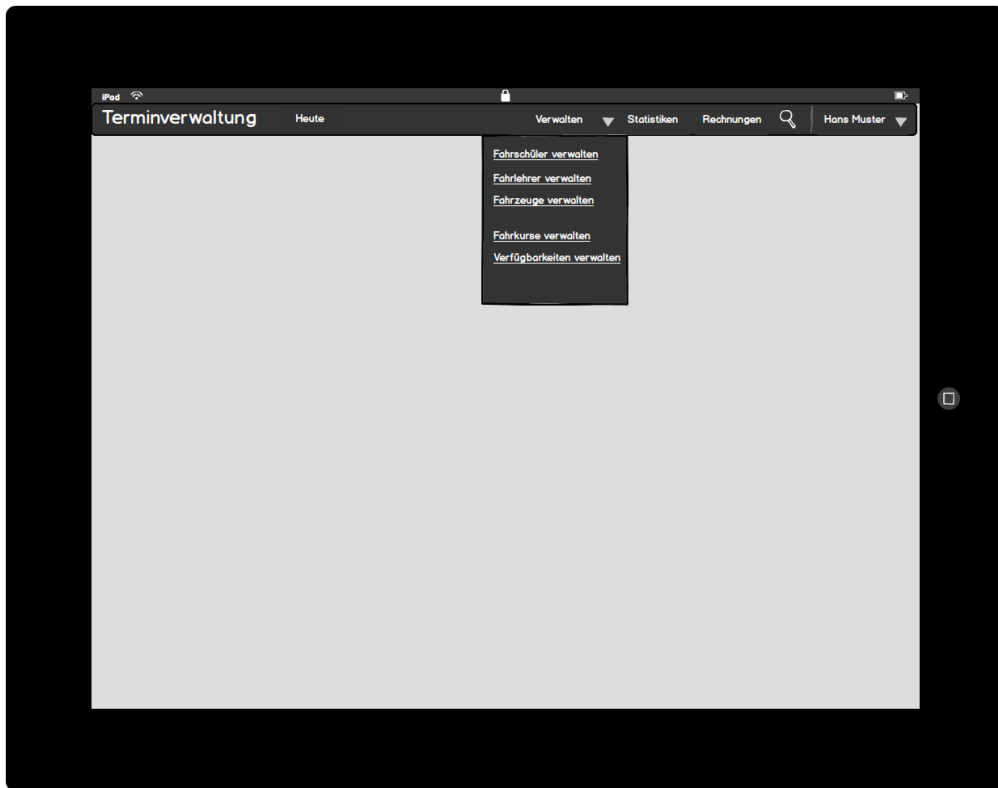 iPad
Terminverwaltung Heute Verwalten Statistiken Rechnungen Hans Muster
Fahrschüler verwalten
Fahrlehrer verwalten
Fahrzeuge verwalten
Fahrkurse verwalten
Verfügbarkeiten verwalten